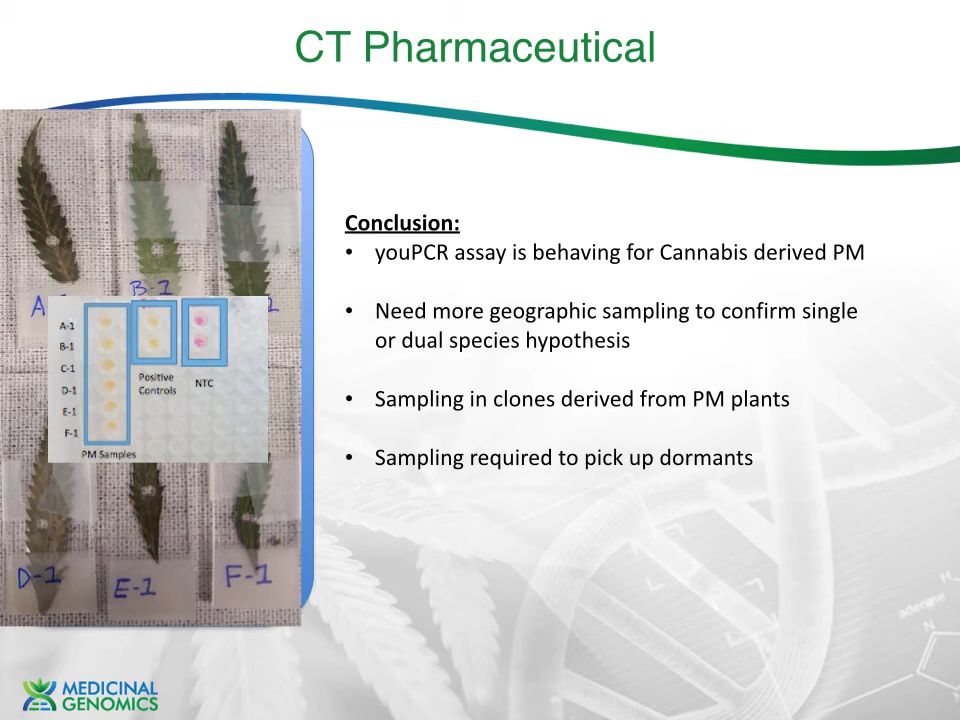 CT Pharmaceutical
Conclusion:
• youPCR assay is behaving for Cannabis derived PM
• Need more geographic sampling to confirm single
or dual species hypothesis
• Sampling in clones derived from PM plants
• Sampling required to pick up dormants
B-1
A-1
B-1
C-1
D-1
E-1
F-1
Positive
Controls
NTC
PM Samples
D-1
E-1
F-1
adenine
N
MEDICINAL
GENOMICS